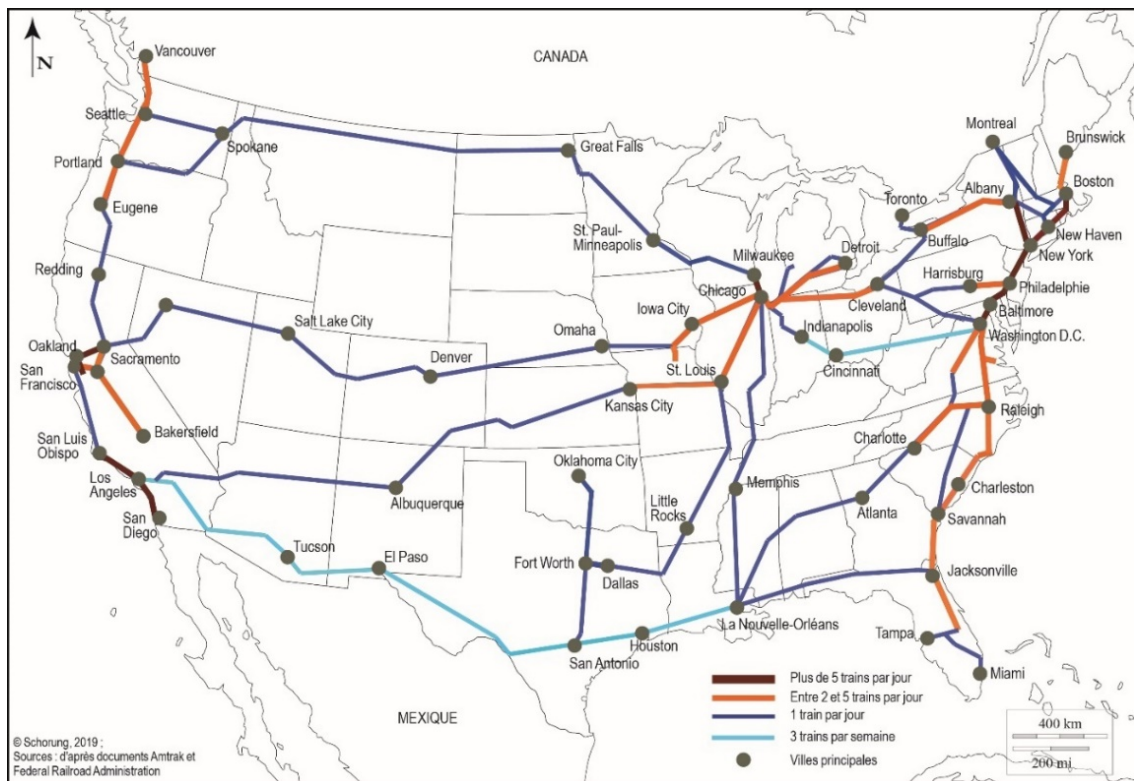 Vancouver
CANADA
N
Seattle
Spokane
Great Falls
Montreal
Brunswick
Portland
Boston
Albany
Toronto
Eugene
Buffalo
New Haven
St. Paul-
Minneapolis
New York
Milwaukee
Detroit
Redding
Chicago
Harrisburg
Philadelphie
Cleveland
Baltimore
Iowa City
Salt Lake City
Omaha
Indianapolis
Washington D.C.
Oakland
Sacramento
Denver
San
Francisco
St. Louis
Cincinnati
Kansas City
Raleigh
Bakersfield
San Luis
Obispo
Charlotte
Oklahoma City
Los
Angeles
Albuquerque
Memphis
Charleston
Little
Rocks
Atlanta
San
Diego
Savannah
Tucson
El Paso
Fort Worth
Dallas
Jacksonville
La Nouvelle-Orléans
Houston
Tampa
San Antonio
Miami
MEXIQUE
Plus de 5 trains par jour
Entre 2 et 5 trains par jour
1 train par jour
3 trains par semaine
Villes principales
400 km
200 mi
© Schorung, 2019 ;
Sources : d'après documents Amtrak et
Federal Railroad Administration